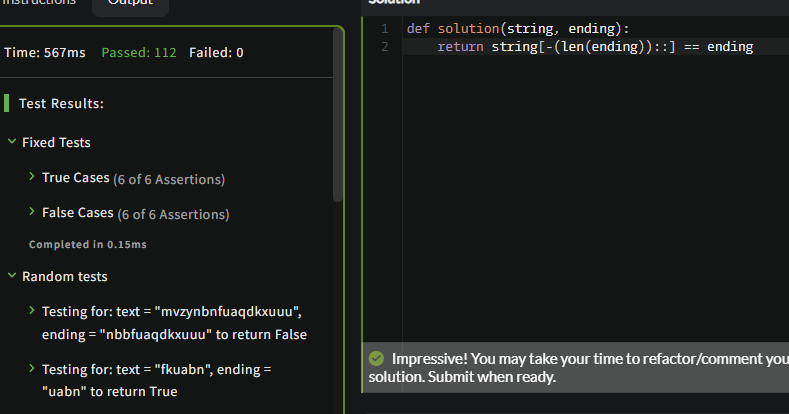 Instructions
Output
Time: 567ms Passed: 112 Failed: 0
Test Results:
Fixed Tests
True Cases (6 of 6 Assertions)
False Cases (6 of 6 Assertions)
Completed in 0.15ms
Random tests
Testing for: text = "mvzynbnfuaqdkxuuu",
ending = "nbbfuaqdkxuuu" to return False
Testing for: text = "fkuabn", ending =
"uabn" to return True
Solution
1 def solution(string, ending):
2 return string[-(len(ending))::] == ending
Impressive! You may take your time to refactor/comment you
solution. Submit when ready.